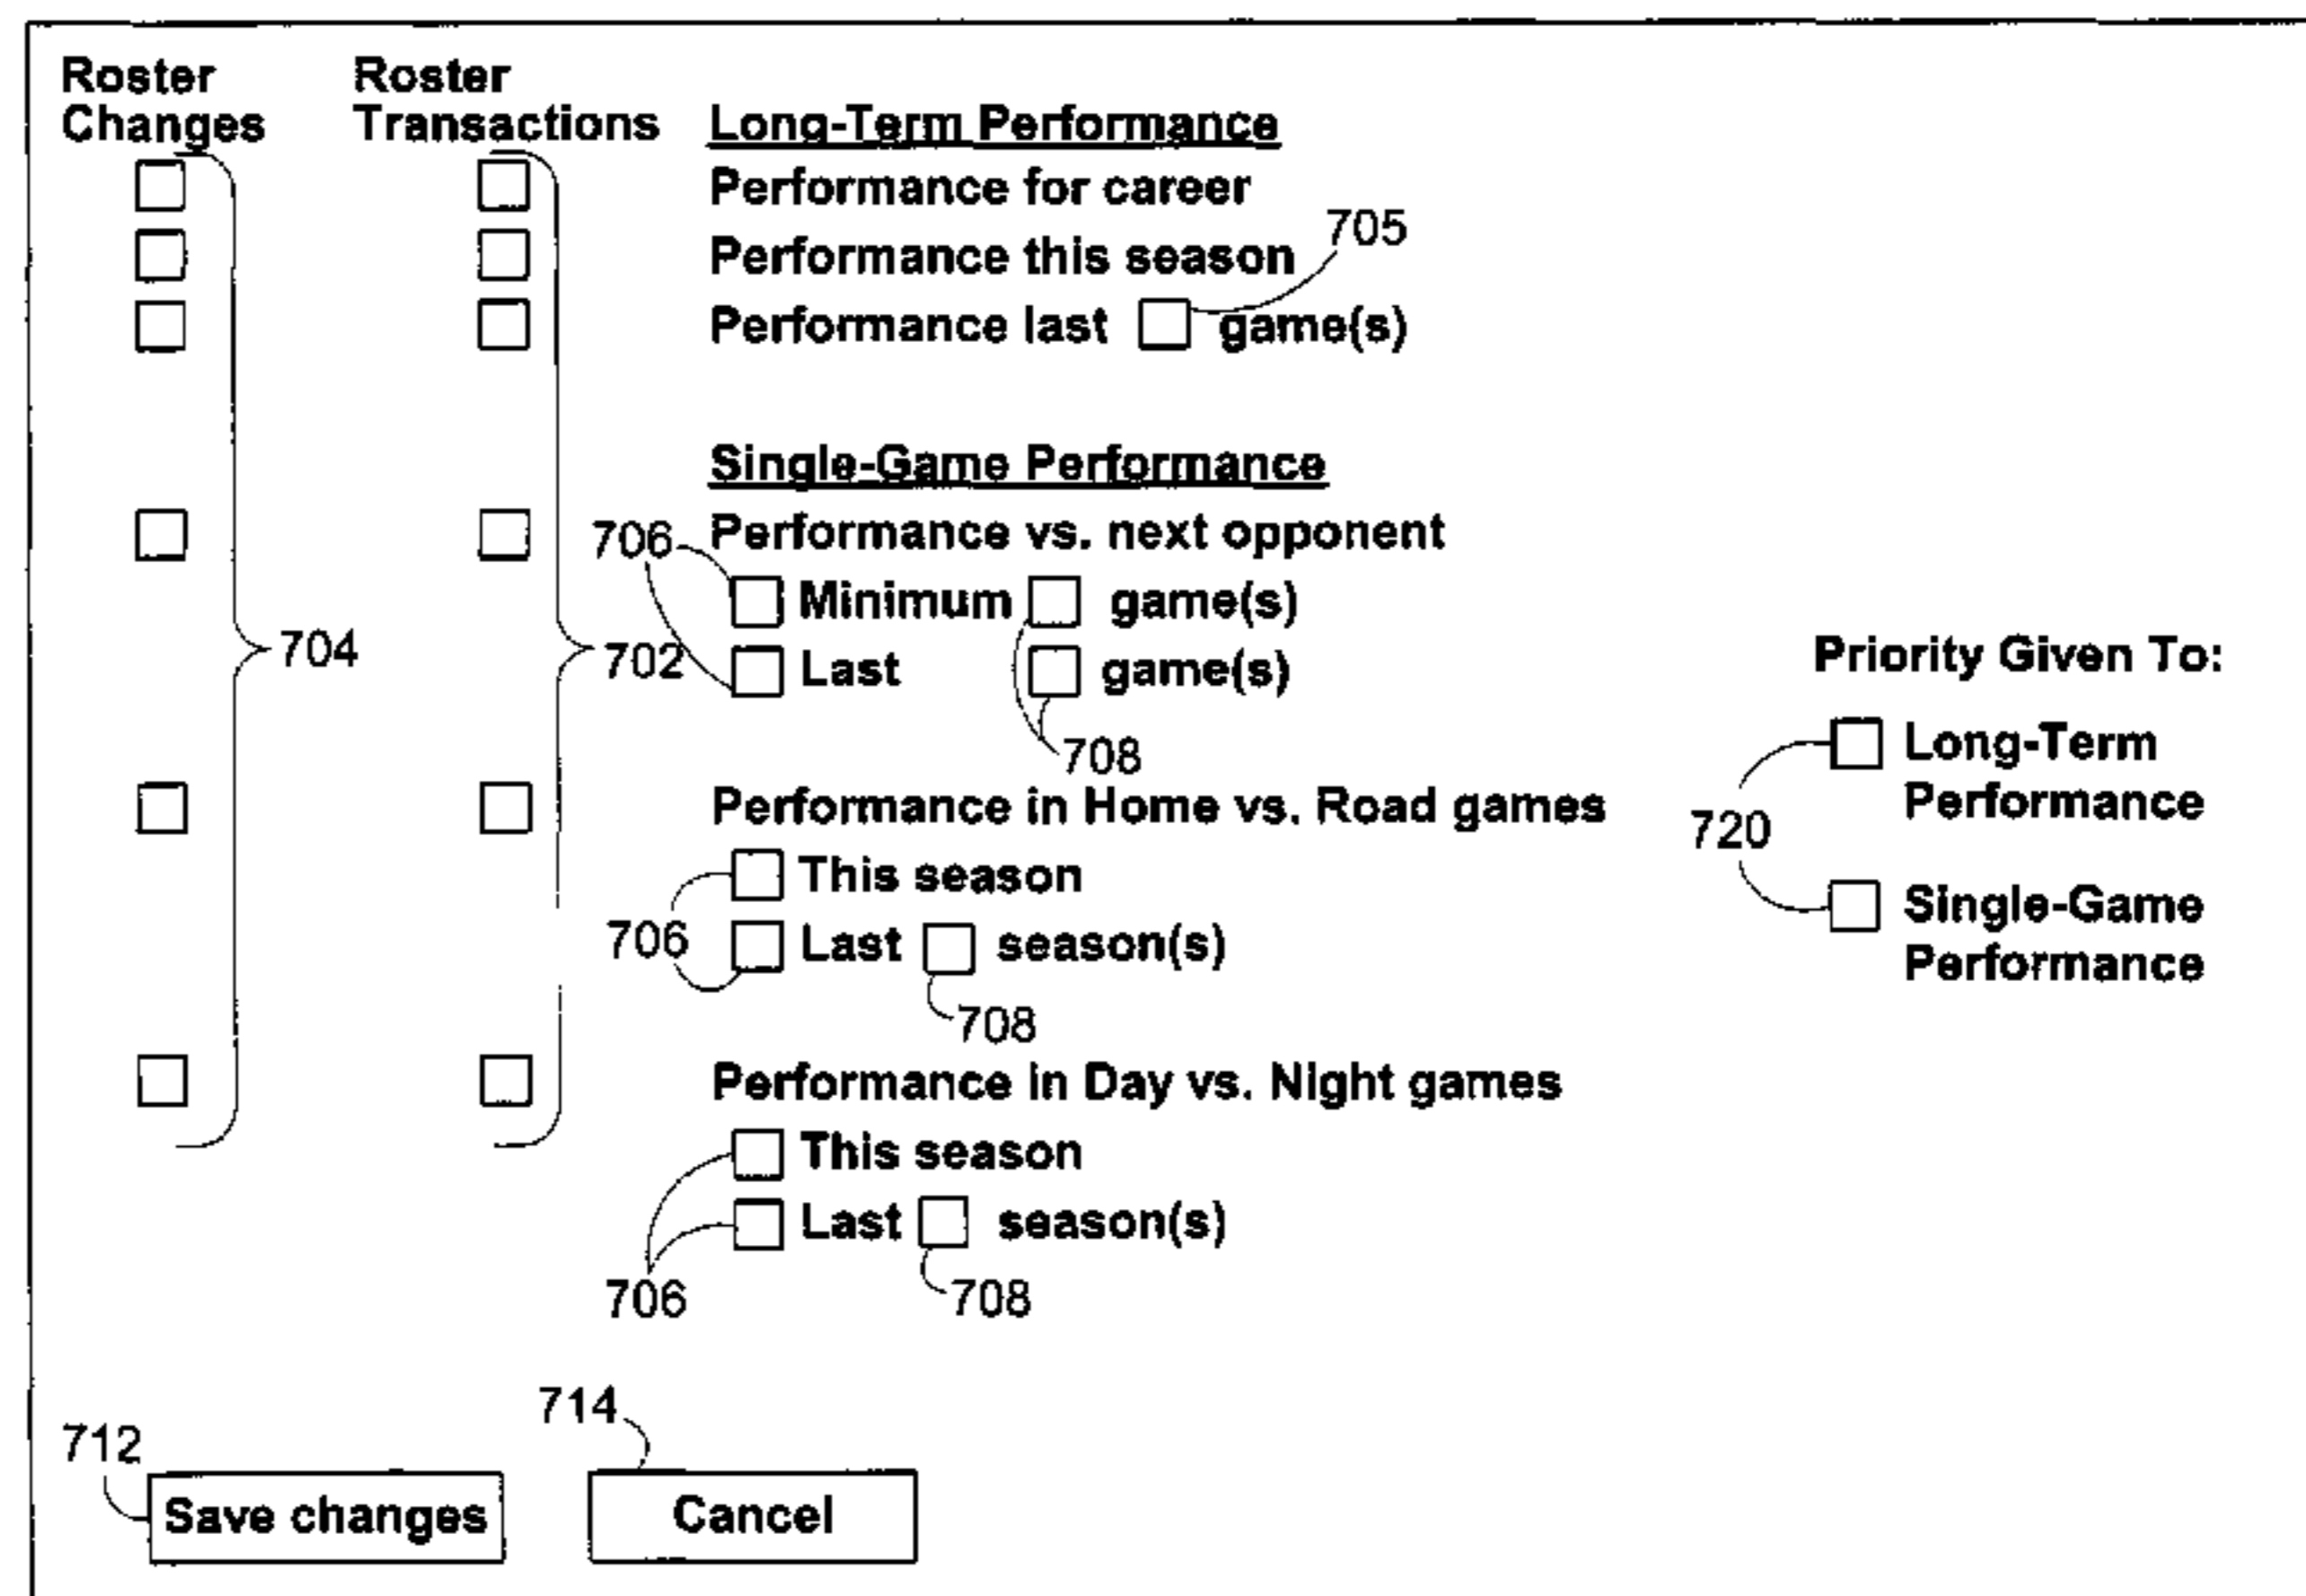 Roster Changes
Roster Transactions
Long-Term Performance
Performance for career
705
Performance this season
Performance last game(s)
Single-Game Performance
Performance vs. next opponent
706
Minimum game(s)
704
702
Last game(s)
708
Performance in Home vs. Road games
This season
706
Last season(s)
708
Performance in Day vs. Night games
This season
Last season(s)
706
708
Priority Given To:
Long-Term
Performance
720
Single-Game
Performance
714
712
Save changes
Cancel